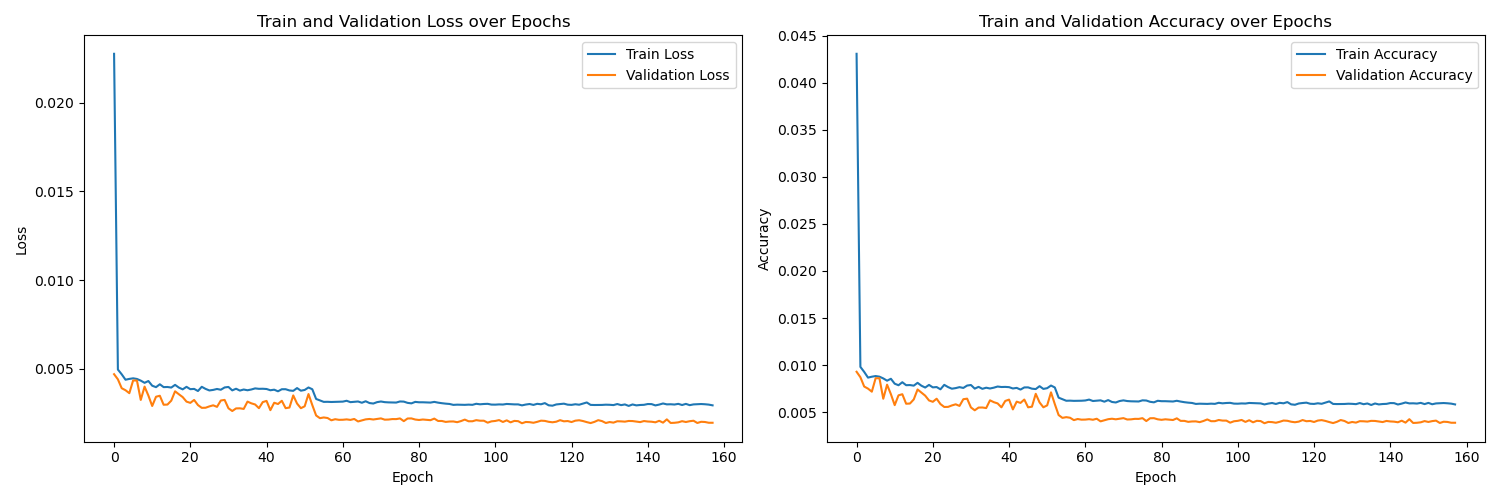 Train and Validation Loss over Epochs
Train Loss
Validation Loss
0.020
0.015
0.010
0.005
Loss
0 20 40 60 80 100 120 140 160
Epoch
Train and Validation Accuracy over Epochs
Train Accuracy
Validation Accuracy
0.045
0.040
0.035
0.030
0.025
0.020
0.015
0.010
0.005
Accuracy
0 20 40 60 80 100 120 140 160
Epoch